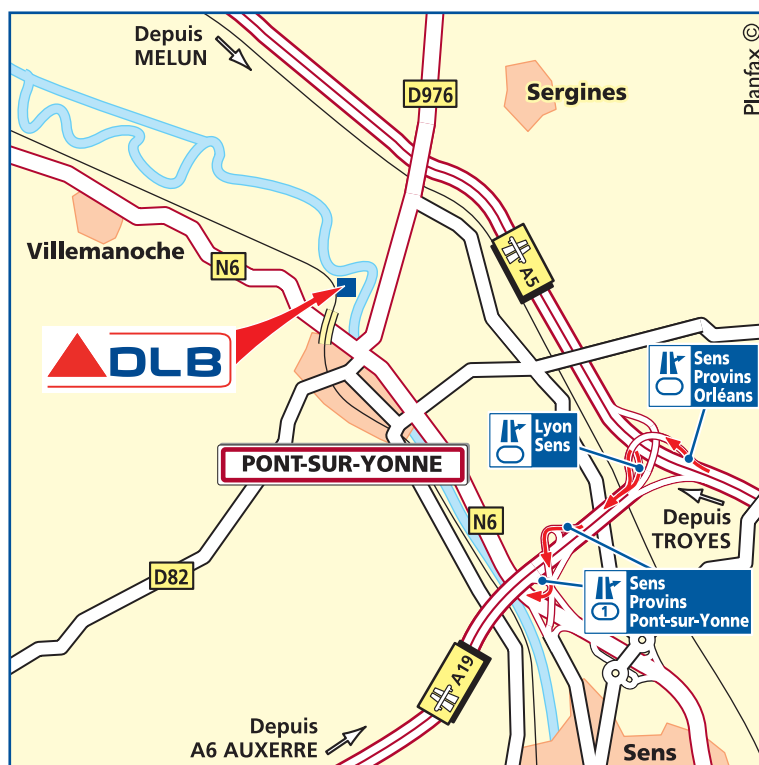 Depuis
MELUN
Planfax ©
D976
Sergines
Villemanoche
N6
A5
DLB
Sens
Provins
Orléans
Lyon
Sens
PONT-SUR-YONNE
N6
Depuis
TROYES
D82
Sens
Provins
Pont-sur-Yonne
1
A19
Depuis
A6 AUXERRE
Sens